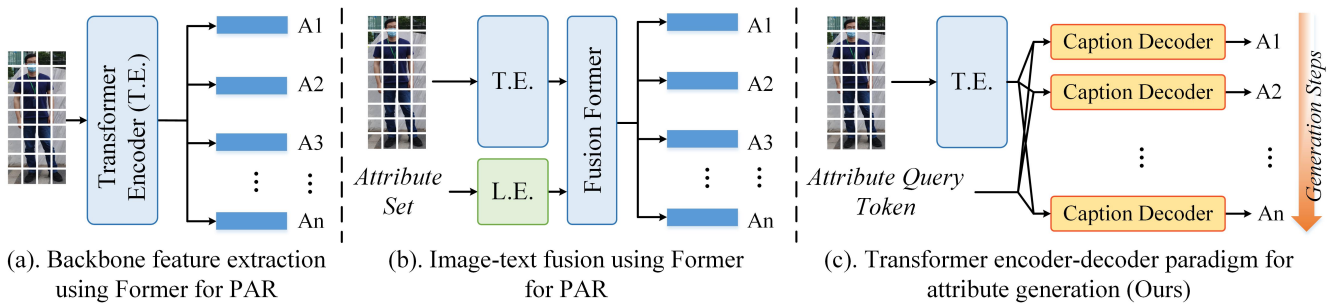 Transformer
Encoder (T.E.)
A1
A2
A3
An
(a). Backbone feature extraction
using Former for PAR
T.E.
Attribute
Set
L.E.
Fusion Former
A1
A2
A3
An
(b). Image-text fusion using Former
for PAR
T.E.
Attribute Query
Token
Caption Decoder
A1
Caption Decoder
A2
Caption Decoder
An
Generation Steps
(c). Transformer encoder-decoder paradigm for
attribute generation (Ours)